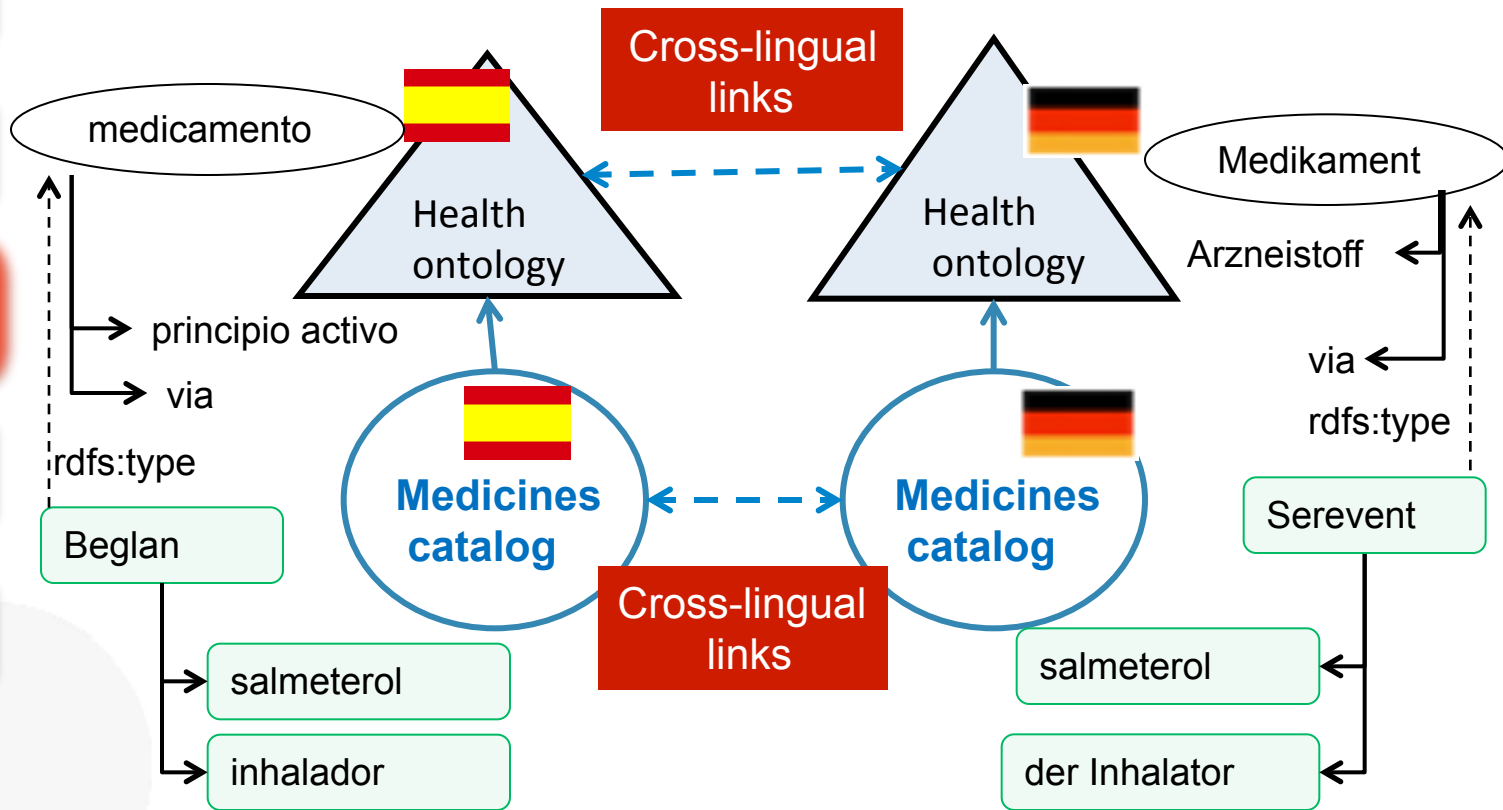 Cross-lingual
links
medicamento
Medikament
Health
ontology
Health
ontology
Arzneistoff
principio activo
via
via
rdfs:type
rdfs:type
Medicines
catalog
Medicines
catalog
Beglan
Serevent
Cross-lingual
links
salmeterol
salmeterol
inhalador
der Inhalator